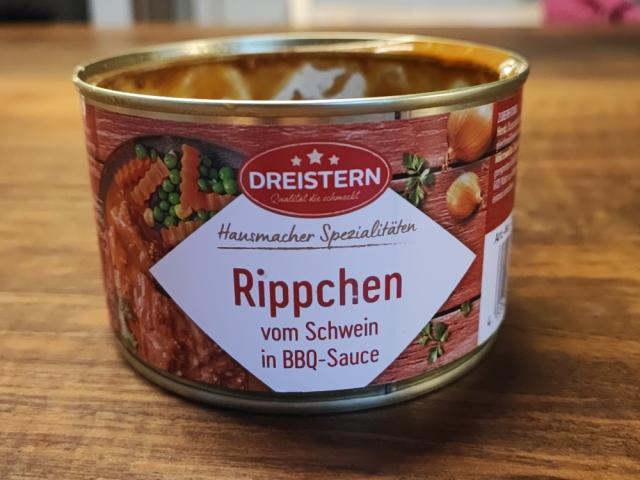 DREISTERN
Qualität die schmeckt
Hausmacher Spezialitäten
Rippchen
vom Schwein
in BBQ-Sauce